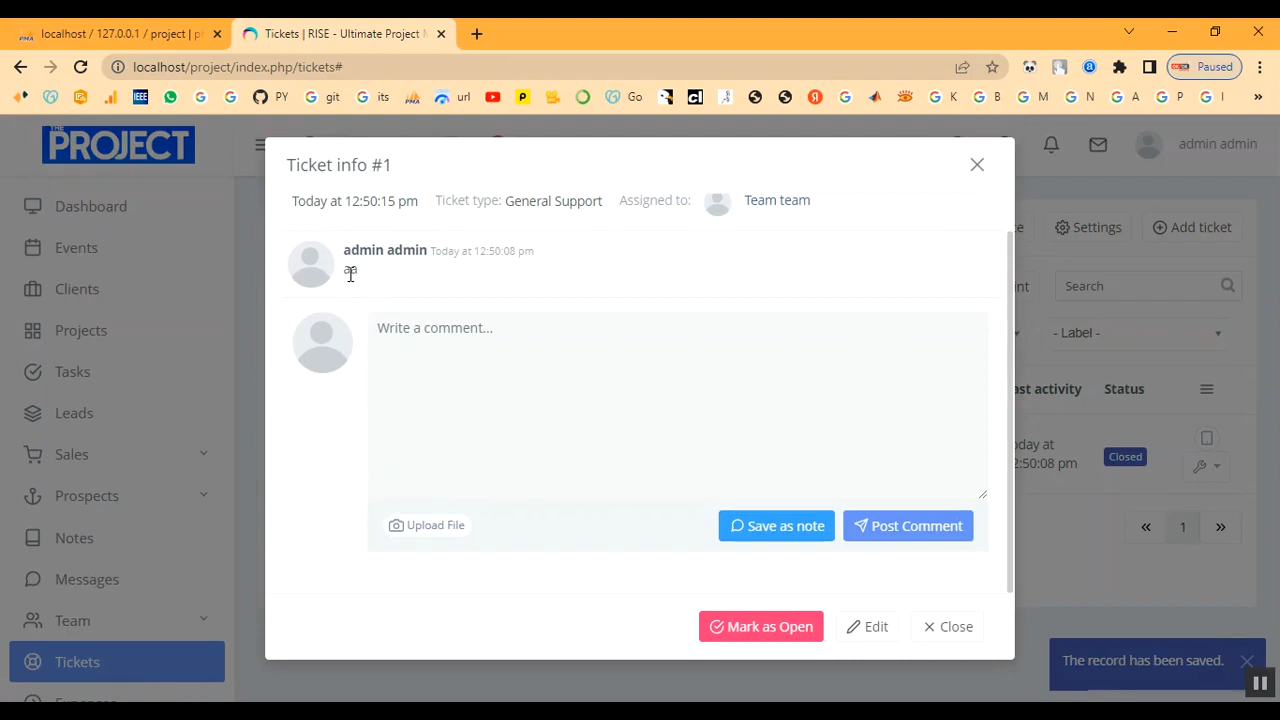 localhost / 127.0.0.1 / project | p
Tickets | RISE - Ultimate Project M
localhost/project/index.php/tickets#
Paused
PY
git
its
url
Go
K
B
M
N
A
P
I
»
THE
PROJECT
admin admin
Dashboard
Events
Clients
Projects
Tasks
Leads
Sales
Prospects
Notes
Messages
Team
Tickets
Ticket info #1
Today at 12:50:15 pm Ticket type: General Support Assigned to: Team team
admin admin Today at 12:50:08 pm
aa
Write a comment...
Upload File
Save as note
Post Comment
Mark as Open
Edit
Close
Settings
Add ticket
Search
- Label -
Status
2:50:08 pm
Closed
« 1 »
The record has been saved.